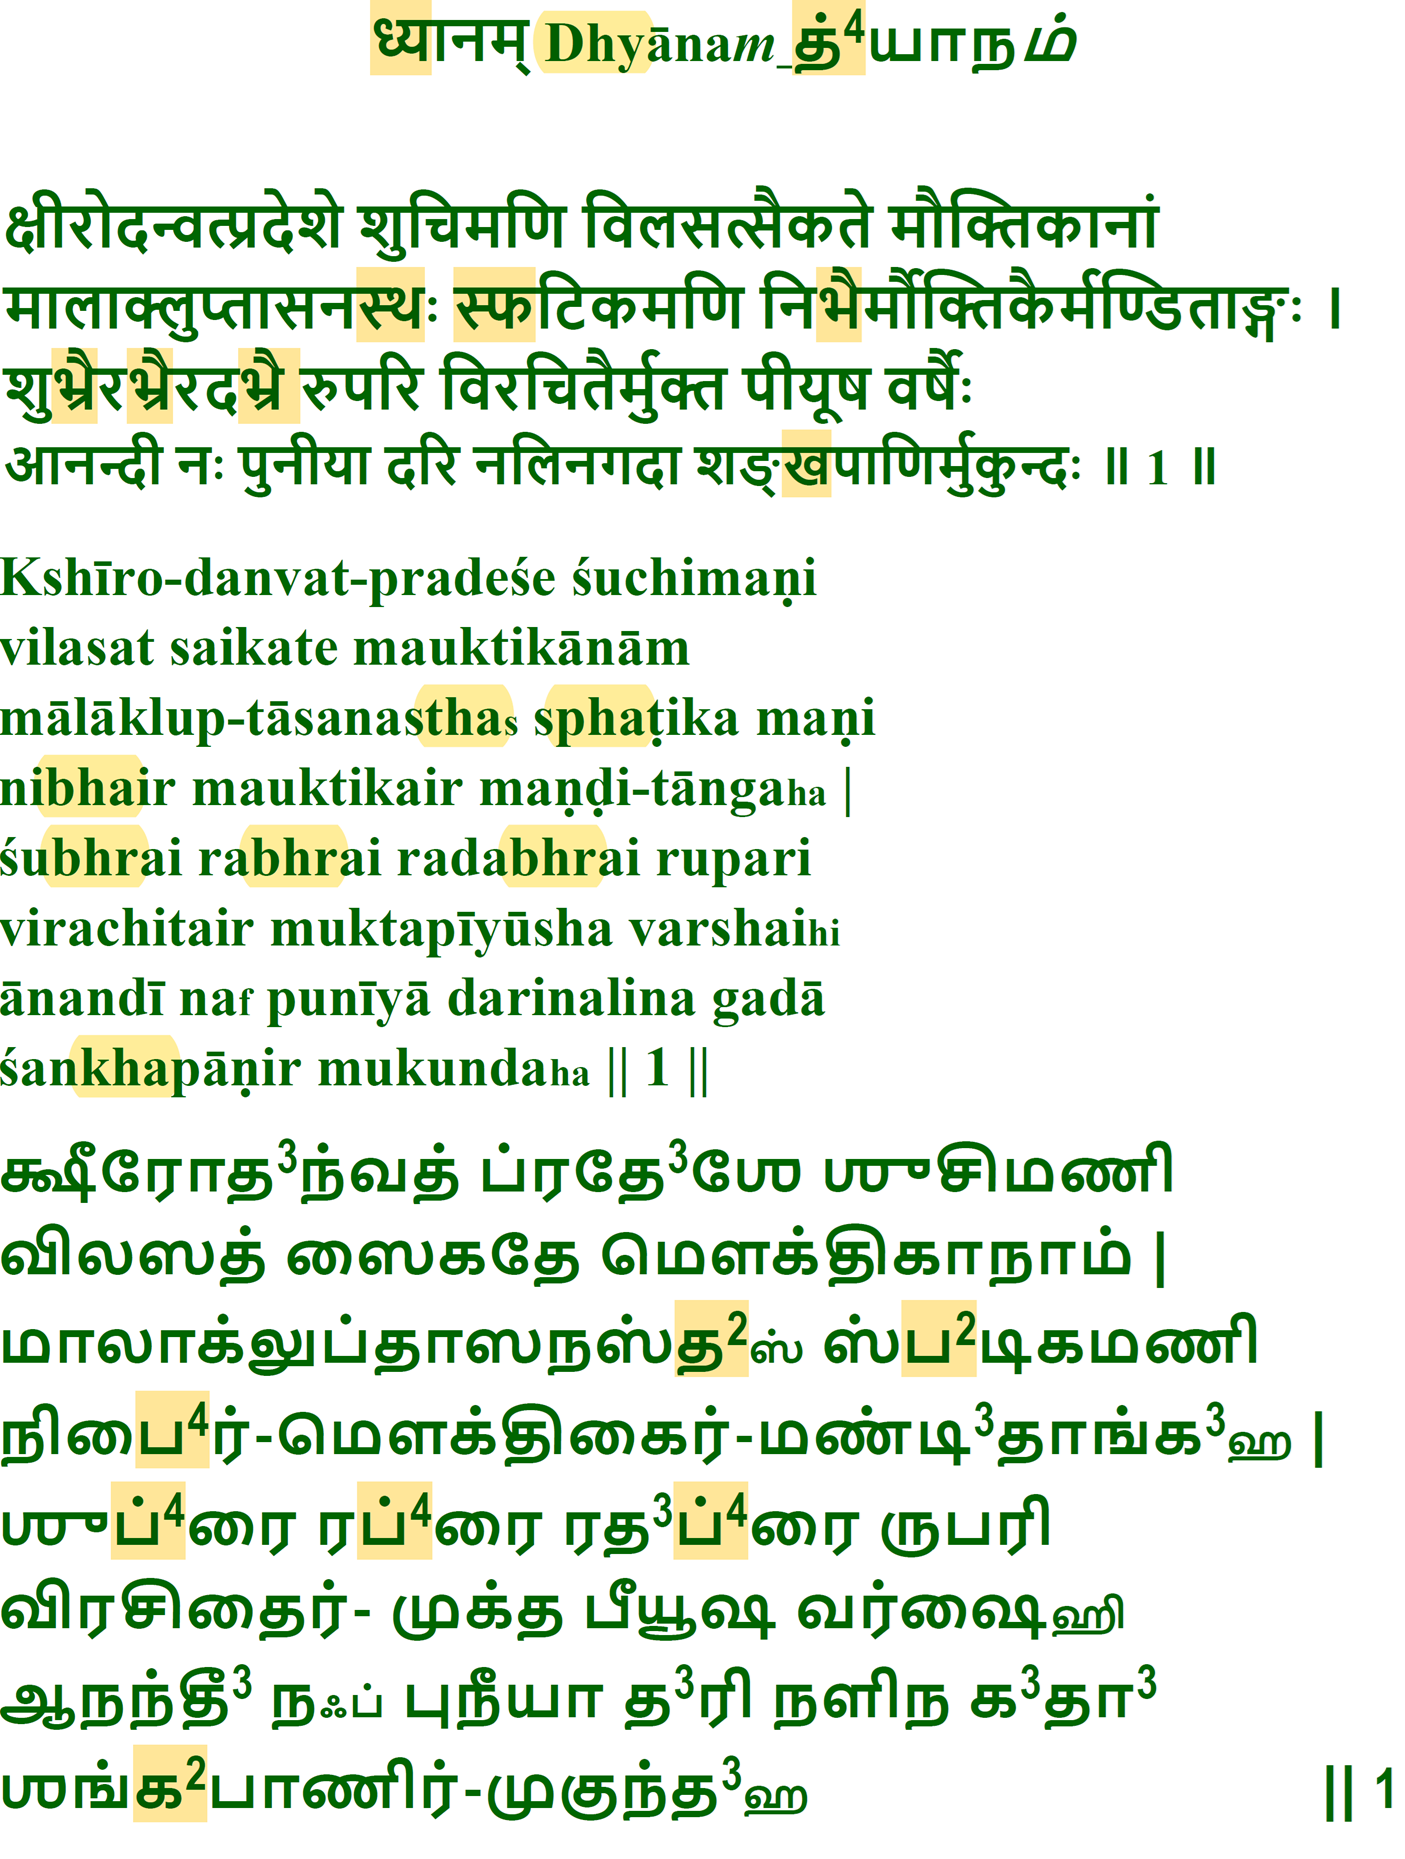 ध्यानम् Dhyānam_த்⁴யாநம்
क्षीरोदन्वत्प्रदेशे शुचिमणि विलसत्सैकते मौक्तिकानां
मालाक्लुप्तासनस्थः स्फटिकमणि निभैर्मौक्तिकैर्मण्डिताङ्गः ।
शुभ्रैरभ्रैरदभ्रै रुपरि विरचितैर्मुक्त पीयूष वर्षैः
आनन्दी नः पुनीया दरि नलिनगदा शङ्खपाणिर्मुकुन्दः ॥ 1 ॥
Kshīro-danvat-pradeśe śuchimaṇi
vilasat saikate mauktikānām
mālāklup-tāsanasthas sphaṭika maṇi
nibhair mauktikair maṇḍi-tāngaha |
śubhrai rabhrai radabhrai rupari
virachitair muktapīyūsha varshaihi
ānandī naf punīyā darinalina gadā
śankhapāṇir mukundaha || 1 ||
க்ஷீரோத³ந்வத் ப்ரதே³ஶே ஶுசிமணி
விலஸத் ஸைகதே மௌக்திகாநாம் |
மாலாக்லுப்தாஸநஸ்த²ஸ் ஸ்ப²டிகமணி
நிபை⁴ர்-மௌக்திகைர்-மண்டி³தாங்க³ஹ |
ஶுப்⁴ரை ரப்⁴ரை ரத³ப்⁴ரை ருபரி
விரசிதைர்- முக்த பீயூஷ வர்ஷைஹி
ஆநந்தீ³ நஃப் புநீயா த³ரி நளிந க³தா³
ஶங்க²பாணிர்-முகுந்த³ஹ || 1